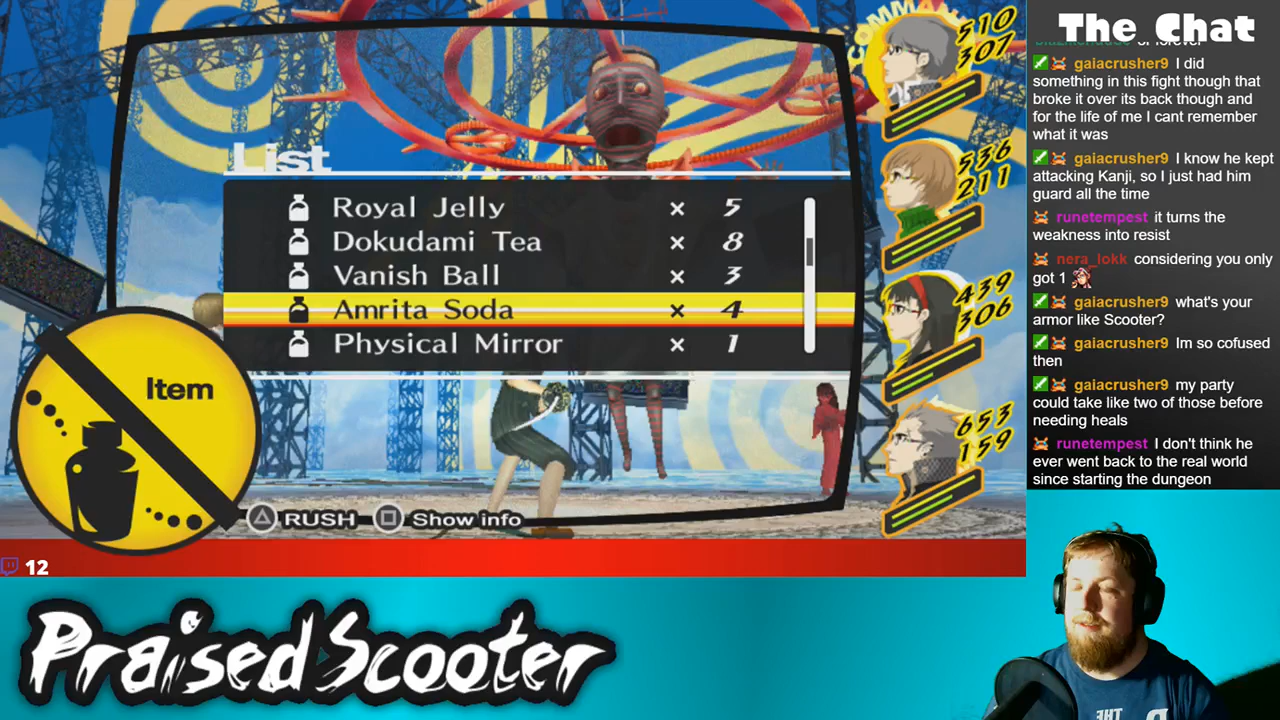 COMMAND
List
Royal Jelly × 5
Dokudami Tea × 8
Vanish Ball × 3
Amrita Soda × 4
Physical Mirror × 1
Item
RUSH Show info
510
307
536
211
439
306
653
159
12
PraisedScooter
The Chat
or forever
gaiacrusher9 I did
something in this fight though that
broke it over its back though and
for the life of me I cant remember
what it was
gaiacrusher9 I know he kept
attacking Kanji, so I just had him
guard all the time
runetempest it turns the
weakness into resist
nera_lokk considering you only
got 1
gaiacrusher9 what's your
armor like Scooter?
gaiacrusher9 Im so cofused
then
gaiacrusher9 my party
could take like two of those before
needing heals
runetempest I don't think he
ever went back to the real world
since starting the dungeon
THE